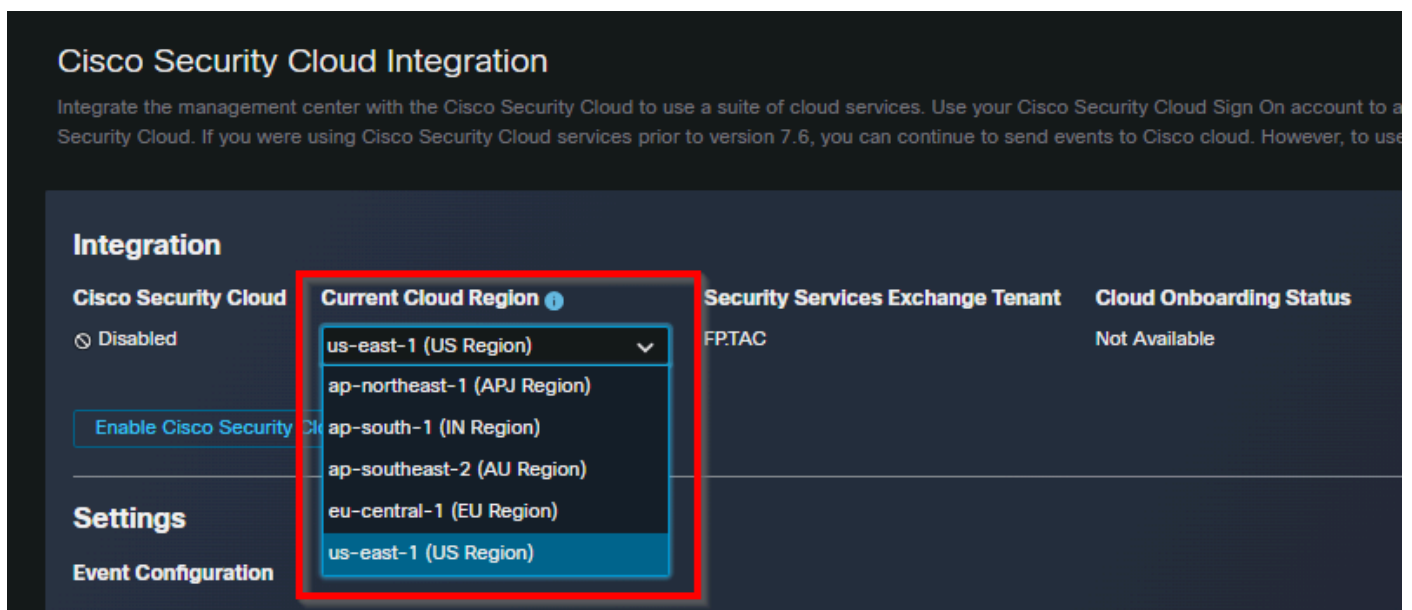 Cisco Security Cloud Integration
Integrate the management center with the Cisco Security Cloud to use a suite of cloud services. Use your Cisco Security Cloud Sign On account to a
Security Cloud. If you were using Cisco Security Cloud services prior to version 7.6, you can continue to send events to Cisco cloud. However, to use
Integration
Cisco Security Cloud
Current Cloud Region
Security Services Exchange Tenant
Cloud Onboarding Status
Disabled
us-east-1 (US Region)
FP.TAC
Not Available
ap-northeast-1 (APJ Region)
Enable Cisco Security
ap-south-1 (IN Region)
ap-southeast-2 (AU Region)
eu-central-1 (EU Region)
us-east-1 (US Region)
Settings
Event Configuration